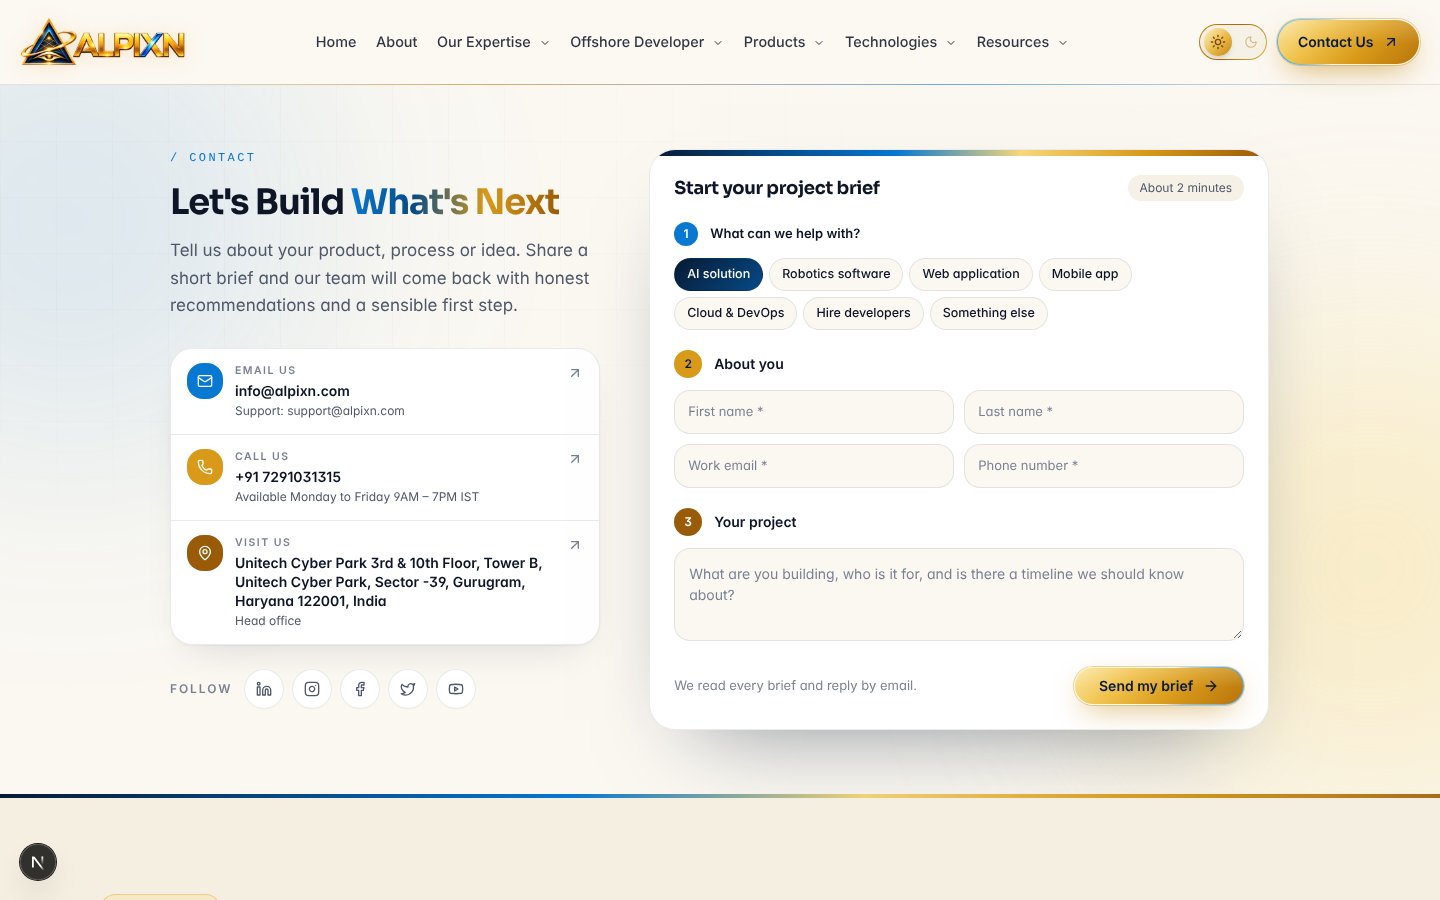 ALPIXN
Home
About
Our Expertise
Offshore Developer
Products
Technologies
Resources
Contact Us
/ CONTACT
Let's Build What's Next
Tell us about your product, process or idea. Share a
short brief and our team will come back with honest
recommendations and a sensible first step.
EMAIL US
info@alpixn.com
Support: support@alpixn.com
CALL US
+91 7291031315
Available Monday to Friday 9AM – 7PM IST
VISIT US
Unitech Cyber Park 3rd & 10th Floor, Tower B,
Unitech Cyber Park, Sector -39, Gurugram,
Haryana 122001, India
Head office
FOLLOW
Start your project brief
About 2 minutes
1 What can we help with?
AI solution
Robotics software
Web application
Mobile app
Cloud & DevOps
Hire developers
Something else
2 About you
First name *
Last name *
Work email *
Phone number *
3 Your project
What are you building, who is it for, and is there a timeline we should know
about?
We read every brief and reply by email.
Send my brief
N